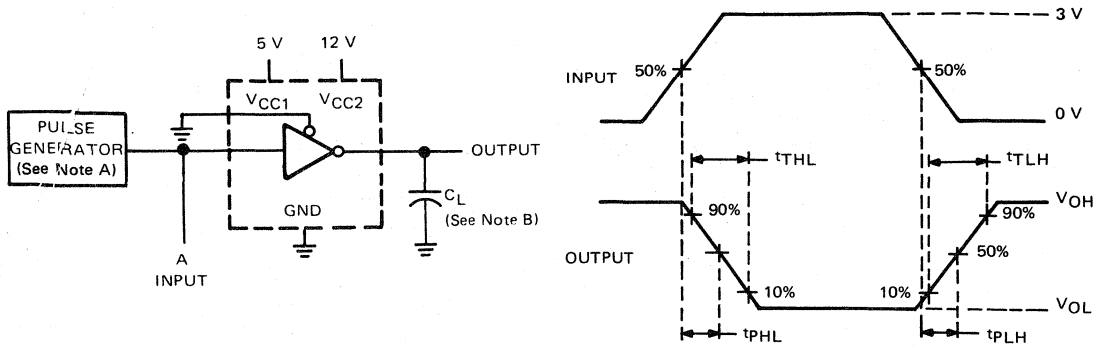 5 V
12 V
VCC1
VCC2
PULSE
GENERATOR
(See Note A)
OUTPUT
CL
(See Note B)
GND
A
INPUT
3 V
INPUT
50%
50%
0 V
tTHL
tTLH
VOH
90%
90%
OUTPUT
50%
10%
10%
VOL
tPHL
tPLH